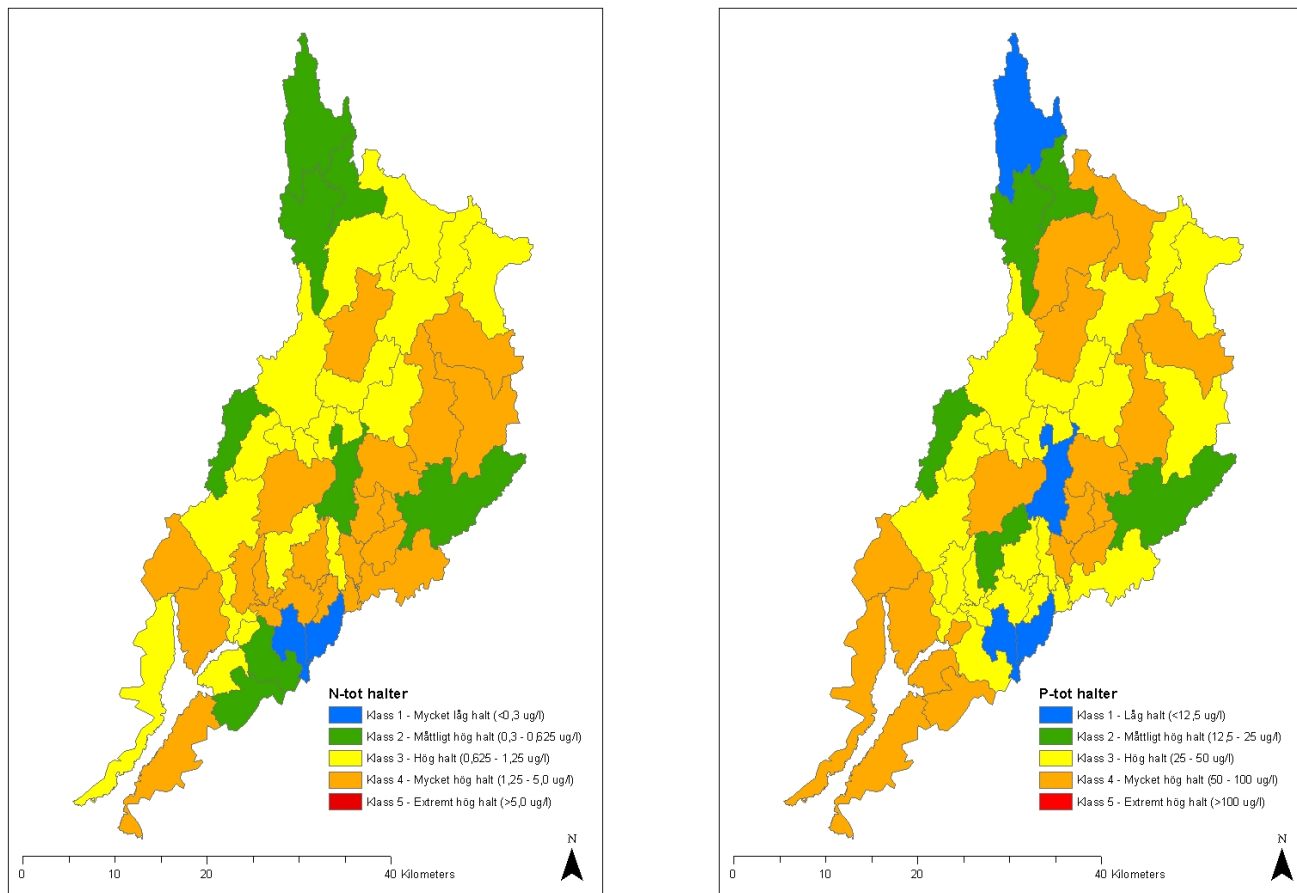 N-tot halter
Klass 1 - Mycket låg halt (<0,3 ug/l)
Klass 2 - Måttligt hög halt (0,3 - 0,625 ug/l)
Klass 3 - Hög halt (0,625 - 1,25 ug/l)
Klass 4 - Mycket hög halt (1,25 - 5,0 ug/l)
Klass 5 - Extremt hög halt (>5,0 ug/l)
N
0 10 20 40 Kilometers
P-tot halter
Klass 1 - Låg halt (<12,5 ug/l)
Klass 2 - Måttligt hög halt (12,5 - 25 ug/l)
Klass 3 - Hög halt (25 - 50 ug/l)
Klass 4 - Mycket hög halt (50 - 100 ug/l)
Klass 5 - Extremt hög halt (>100 ug/l)
N
0 10 20 40 Kilometers